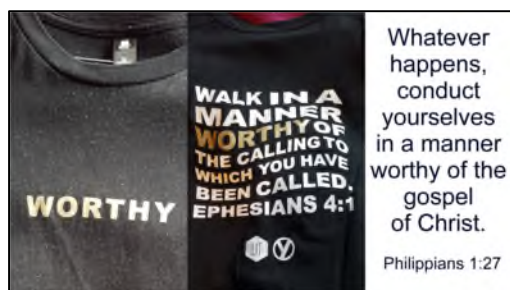 WORTHY
WALK IN A
MANNER
WORTHY OF
THE CALLING TO
WHICH YOU HAVE
BEEN CALLED.
EPHESIANS 4:1
Whatever
happens,
conduct
yourselves
in a manner
worthy of the
gospel
of Christ.
Philippians 1:27